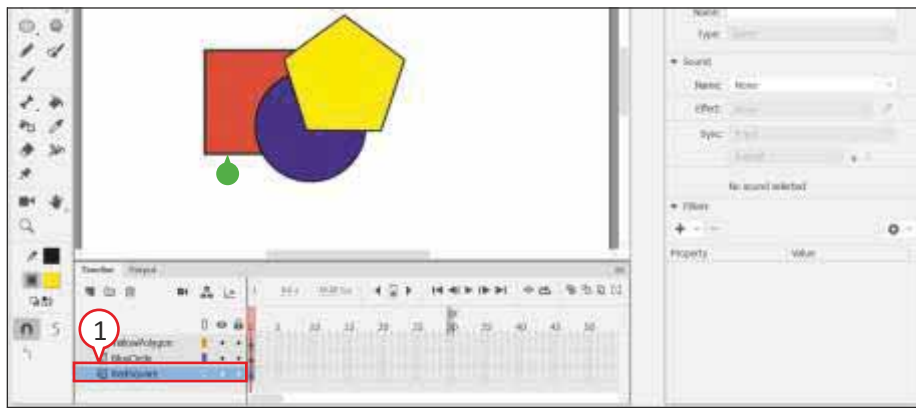 Name:
Type:
Sound
Name: None
Effect:
Sync:
No sound selected
Filters
Property Value
Timeline Output
5 10 15 20 25 30 35 40 45 50
1
YellowPolygon
BlueCircle
RedSquare